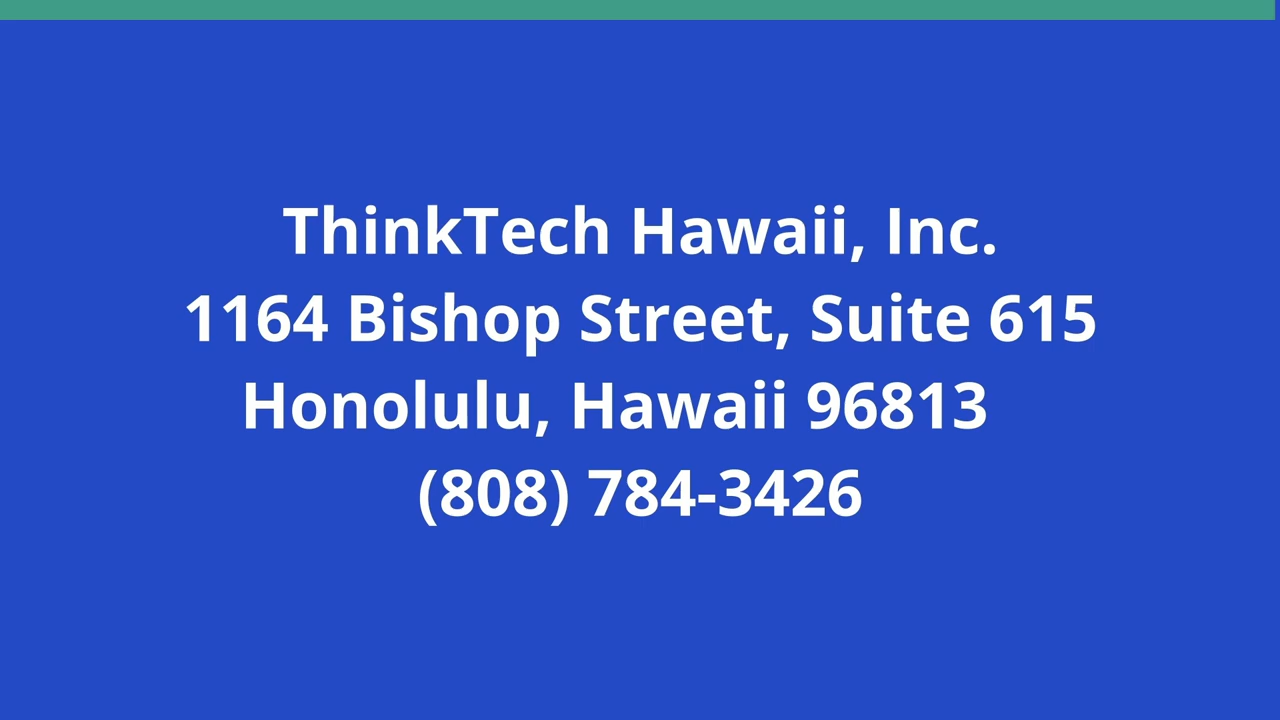 ThinkTech Hawaii, Inc.
1164 Bishop Street, Suite 615
Honolulu, Hawaii 96813
(808) 784-3426